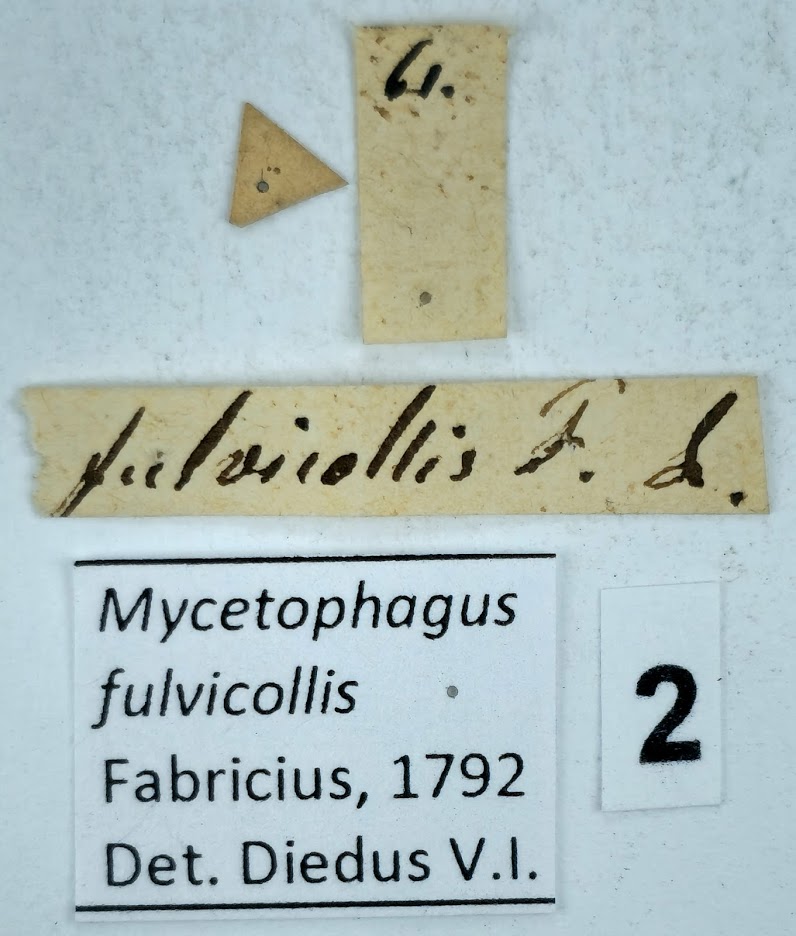 fulvicollis F.
Mycetophagus
fulvicollis
Fabricius, 1792
Det. Diedus V.I.
2